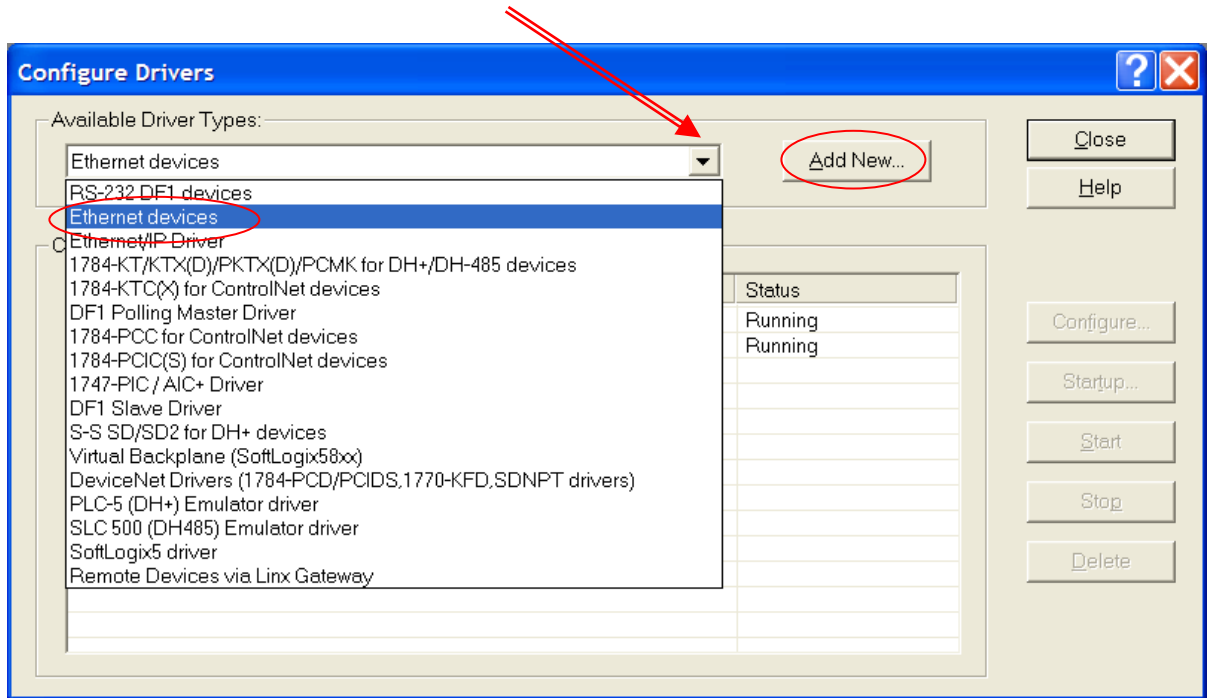 Configure Drivers
Available Driver Types:
Ethernet devices
Add New...
Close
Help
RS-232 DF1 devices
Ethernet devices
Ethernet/IP Driver
1784-KT/KTX(D)/PKTX(D)/PCMK for DH+/DH-485 devices
1784-KTC(X) for ControlNet devices
DF1 Polling Master Driver
1784-PCC for ControlNet devices
1784-PCIC(S) for ControlNet devices
1747-PIC / AIC+ Driver
DF1 Slave Driver
S-S SD/SD2 for DH+ devices
Virtual Backplane (SoftLogix58xx)
DeviceNet Drivers (1784-PCD/PCIDS,1770-KFD,SDNPT drivers)
PLC-5 (DH+) Emulator driver
SLC 500 (DH485) Emulator driver
SoftLogix5 driver
Remote Devices via Linx Gateway
Status
Running
Running
Configure...
Startup...
Start
Stop
Delete